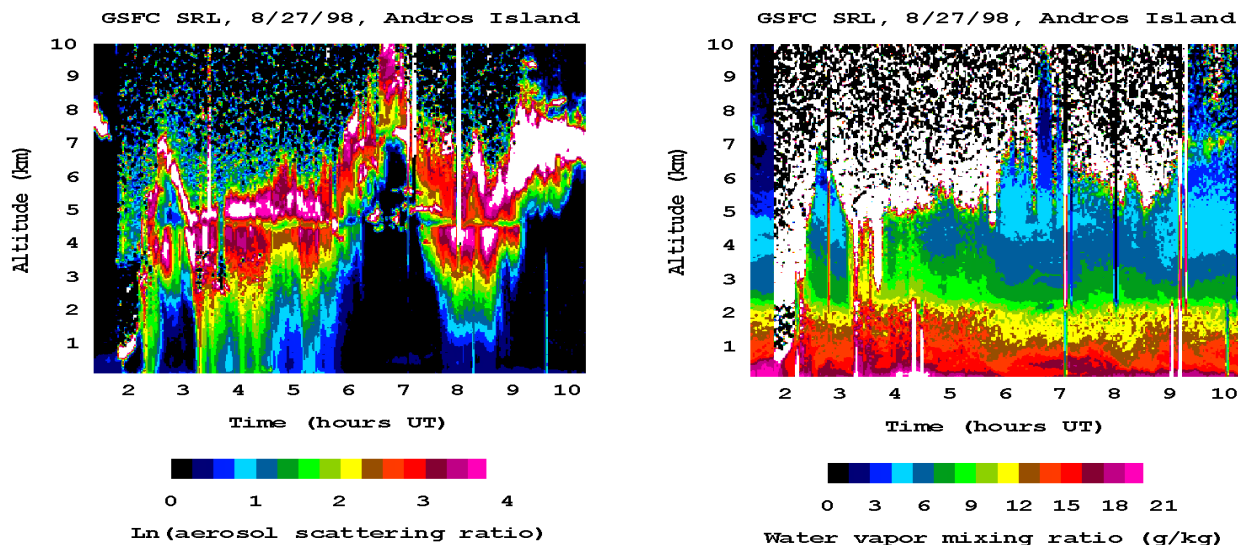 GSFC SRL, 8/27/98, Andros Island
10
9
8
7
6
5
4
3
2
1
Altitude (km)
2 3 4 5 6 7 8 9 10
Time (hours UT)
0 1 2 3 4
Ln(aerosol scattering ratio)
GSFC SRL, 8/27/98, Andros Island
10
9
8
7
6
5
4
3
2
1
Altitude (km)
2 3 4 5 6 7 8 9 10
Time (hours UT)
0 3 6 9 12 15 18 21
Water vapor mixing ratio (g/kg)